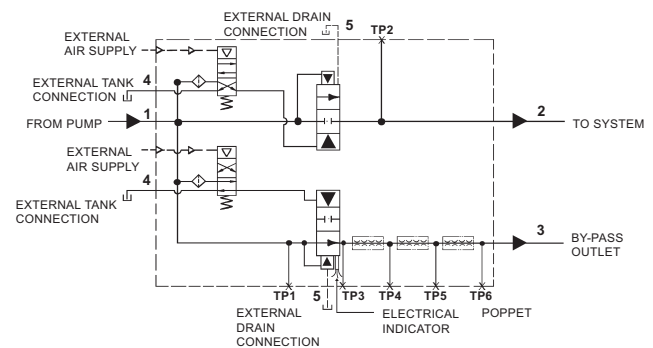 EXTERNAL
AIR SUPPLY
EXTERNAL DRAIN
CONNECTION
5
TP2
EXTERNAL TANK
CONNECTION
4
FROM PUMP
1
2
TO SYSTEM
EXTERNAL
AIR SUPPLY
4
EXTERNAL TANK
CONNECTION
3
BY-PASS
OUTLET
TP1
5
TP3
TP4
TP5
TP6
EXTERNAL
DRAIN
CONNECTION
ELECTRICAL
INDICATOR
POPPET